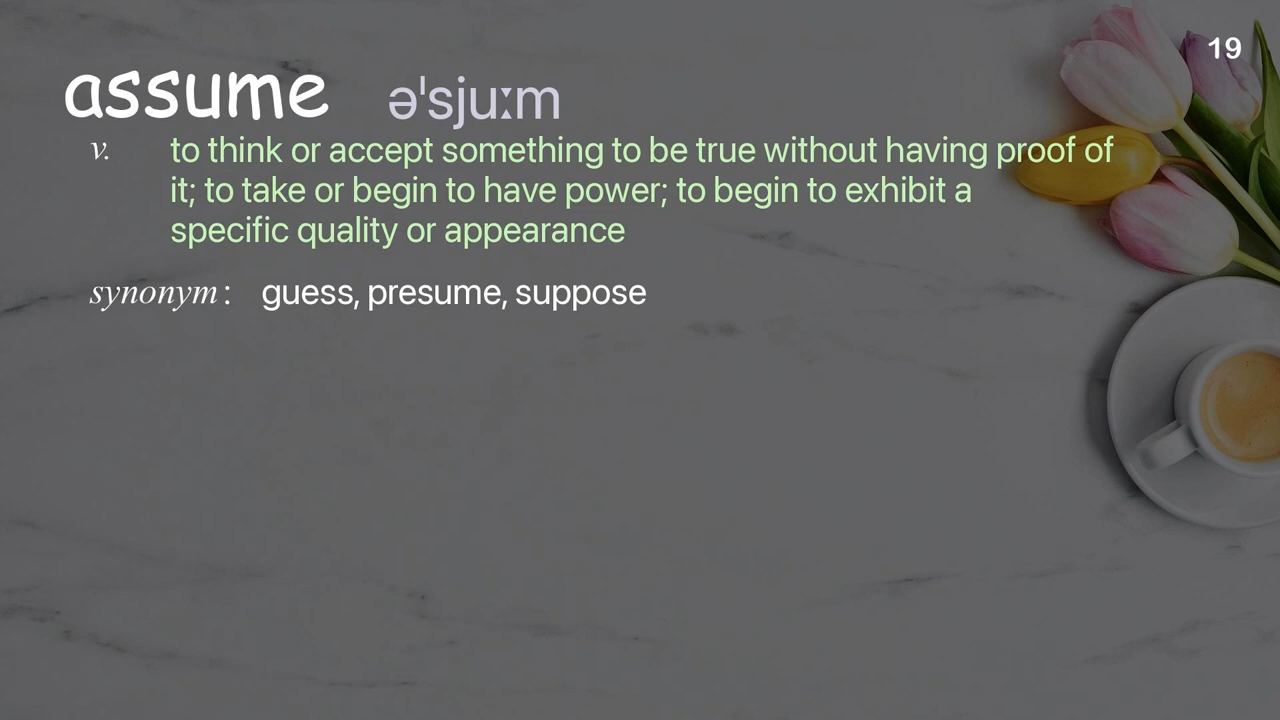 19
assume əˈsjuːm
v. to think or accept something to be true without having proof of
it; to take or begin to have power; to begin to exhibit a
specific quality or appearance
synonym : guess, presume, suppose